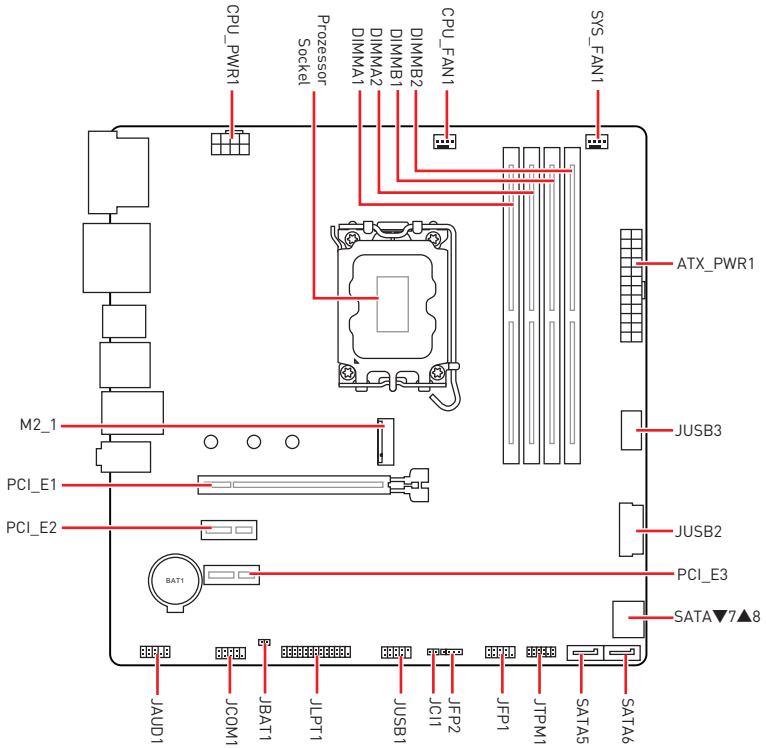 CPU_PWR1
Prozessor
Sockel
DIMMA1
DIMMA2
DIMMB1
DIMMB2
CPU_FAN1
SYS_FAN1
ATX_PWR1
M2_1
JUSB3
PCI_E1
PCI_E2
JUSB2
BAT1
PCI_E3
SATA▼7▲8
JAUD1
JCOM1
JBAT1
JLPT1
JUSB1
JCI1
JFP2
JFP1
JTPM1
SATA5
SATA6